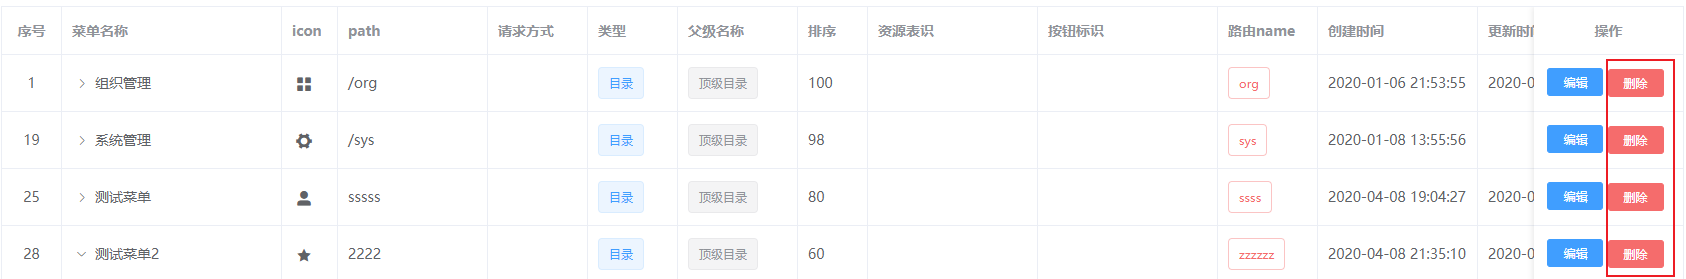 序号 菜单名称 icon path 请求方式 类型 父级名称 排序 资源表识 按钮标识 路由name 创建时间 更新时 操作
1 组织管理 /org 目录 顶级目录 100 org 2020-01-06 21:53:55 2020-0 编辑 删除
19 系统管理 /sys 目录 顶级目录 98 sys 2020-01-08 13:55:56 编辑 删除
25 测试菜单 sssss 目录 顶级目录 80 ssss 2020-04-08 19:04:27 2020-0 编辑 删除
28 测试菜单2 2222 目录 顶级目录 60 zzzzzz 2020-04-08 21:35:10 2020-0 编辑 删除